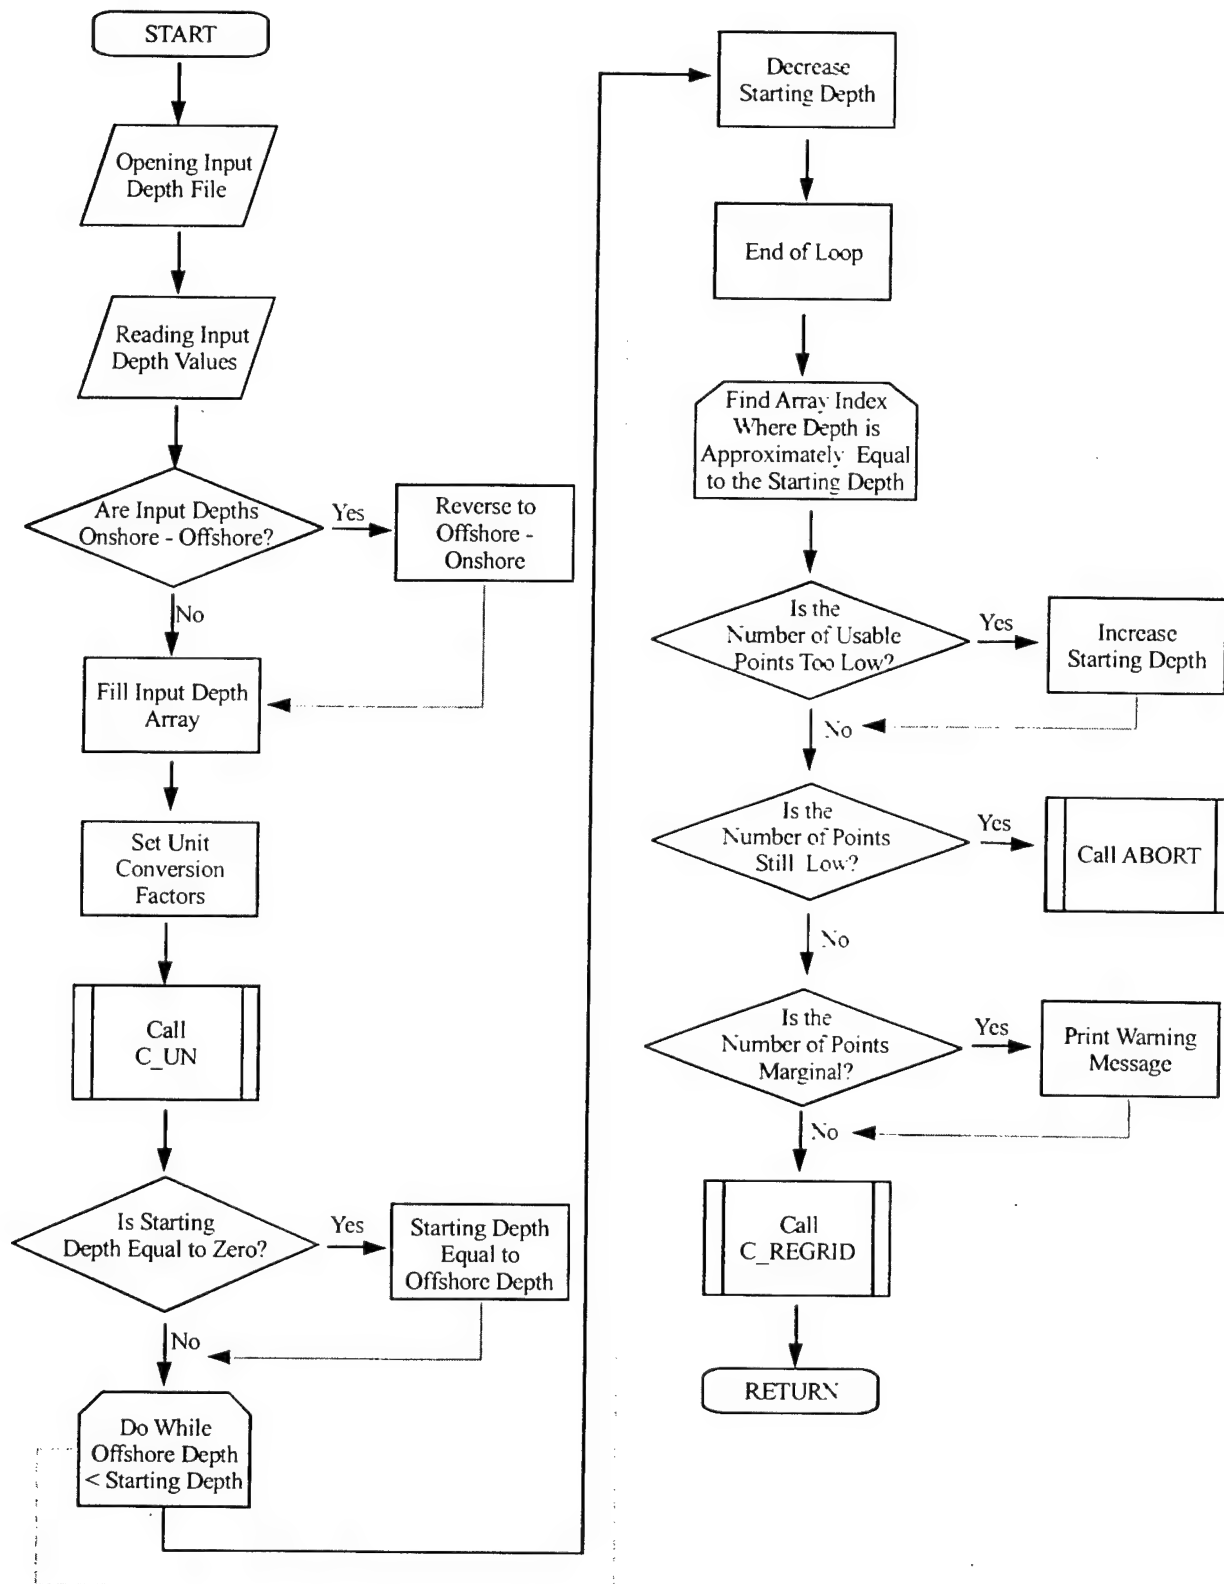 START
Opening Input
Depth File
Reading Input
Depth Values
Are Input Depths
Onshore - Offshore?
Yes
Reverse to
Offshore -
Onshore
No
Fill Input Depth
Array
Set Unit
Conversion
Factors
Call
C_UN
Is Starting
Depth Equal to Zero?
Yes
Starting Depth
Equal to
Offshore Depth
No
Do While
Offshore Depth
< Starting Depth
Decrease
Starting Depth
End of Loop
Find Array Index
Where Depth is
Approximately Equal
to the Starting Depth
Is the
Number of Usable
Points Too Low?
Yes
Increase
Starting Depth
No
Is the
Number of Points
Still Low?
Yes
Call ABORT
No
Is the
Number of Points
Marginal?
Yes
Print Warning
Message
No
Call
C_REGRID
RETURN